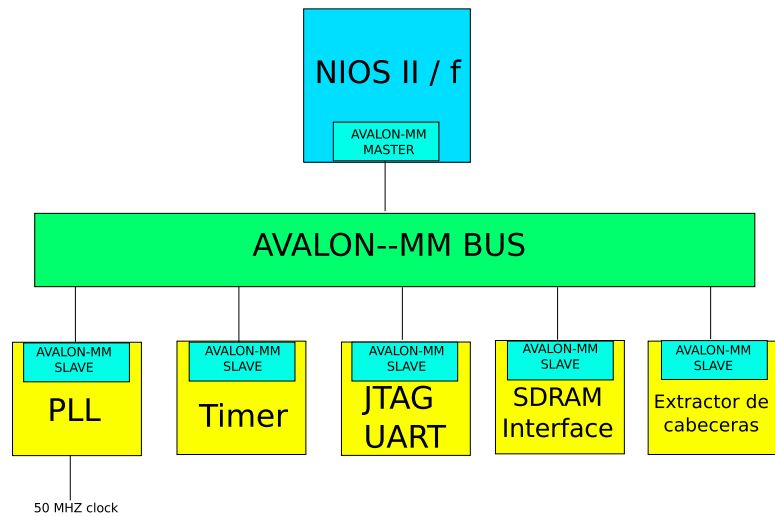 NIOS II / f
AVALON-MM
MASTER
AVALON--MM BUS
AVALON-MM
SLAVE
PLL
AVALON-MM
SLAVE
Timer
AVALON-MM
SLAVE
JTAG
UART
AVALON-MM
SLAVE
SDRAM
Interface
AVALON-MM
SLAVE
Extractor de
cabeceras
50 MHZ clock